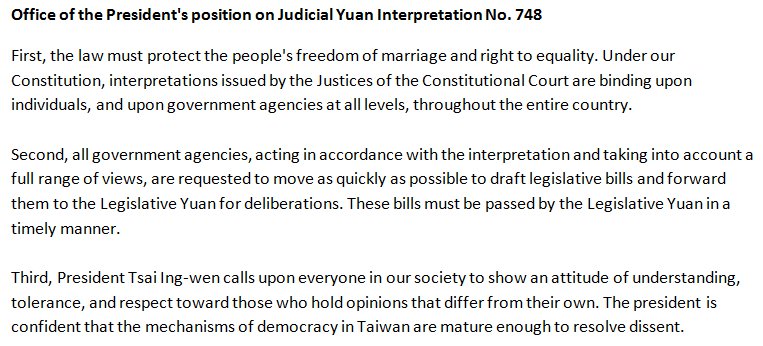 Office of the President's position on Judicial Yuan Interpretation No. 748
First, the law must protect the people's freedom of marriage and right to equality. Under our
Constitution, interpretations issued by the Justices of the Constitutional Court are binding upon
individuals, and upon government agencies at all levels, throughout the entire country.
Second, all government agencies, acting in accordance with the interpretation and taking into account a
full range of views, are requested to move as quickly as possible to draft legislative bills and forward
them to the Legislative Yuan for deliberations. These bills must be passed by the Legislative Yuan in a
timely manner.
Third, President Tsai Ing-wen calls upon everyone in our society to show an attitude of understanding,
tolerance, and respect toward those who hold opinions that differ from their own. The president is
confident that the mechanisms of democracy in Taiwan are mature enough to resolve dissent.